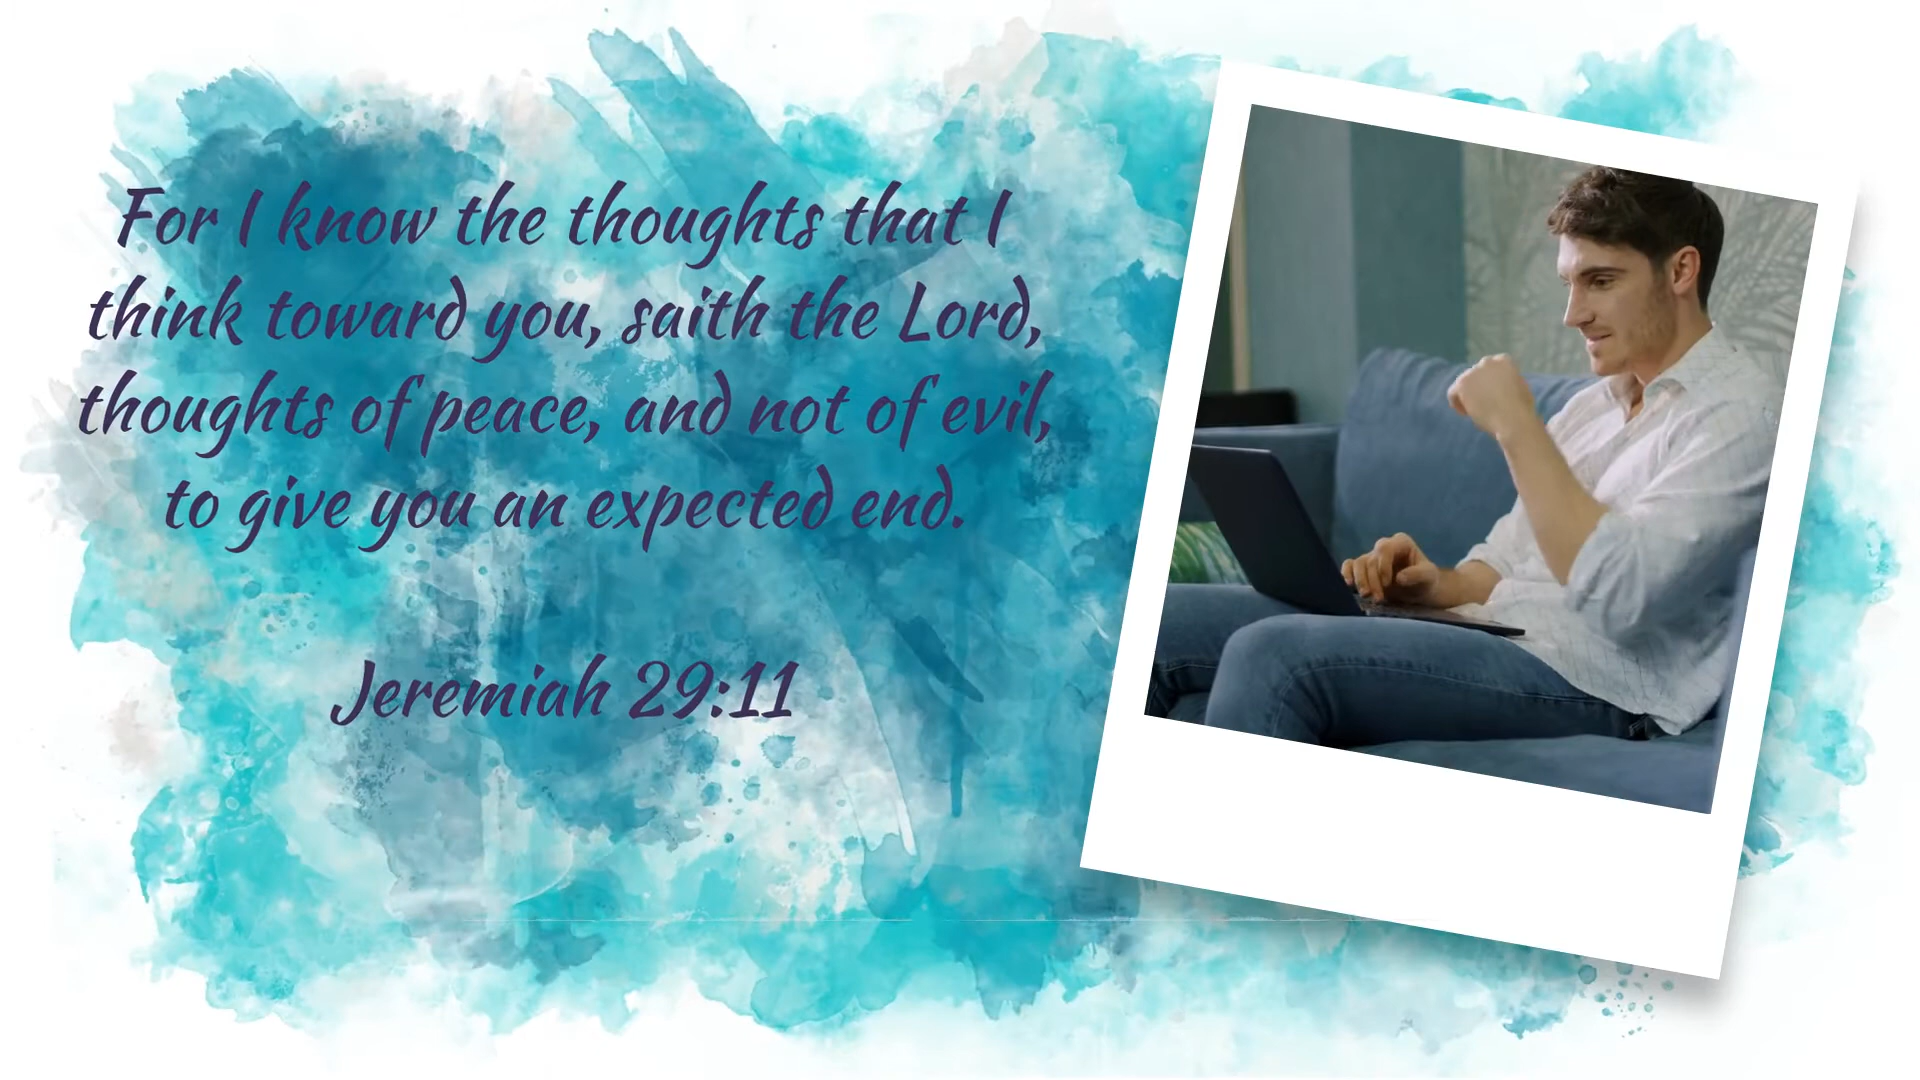 For I know the thoughts that I
think toward you, saith the Lord,
thoughts of peace, and not of evil,
to give you an expected end.
Jeremiah 29:11